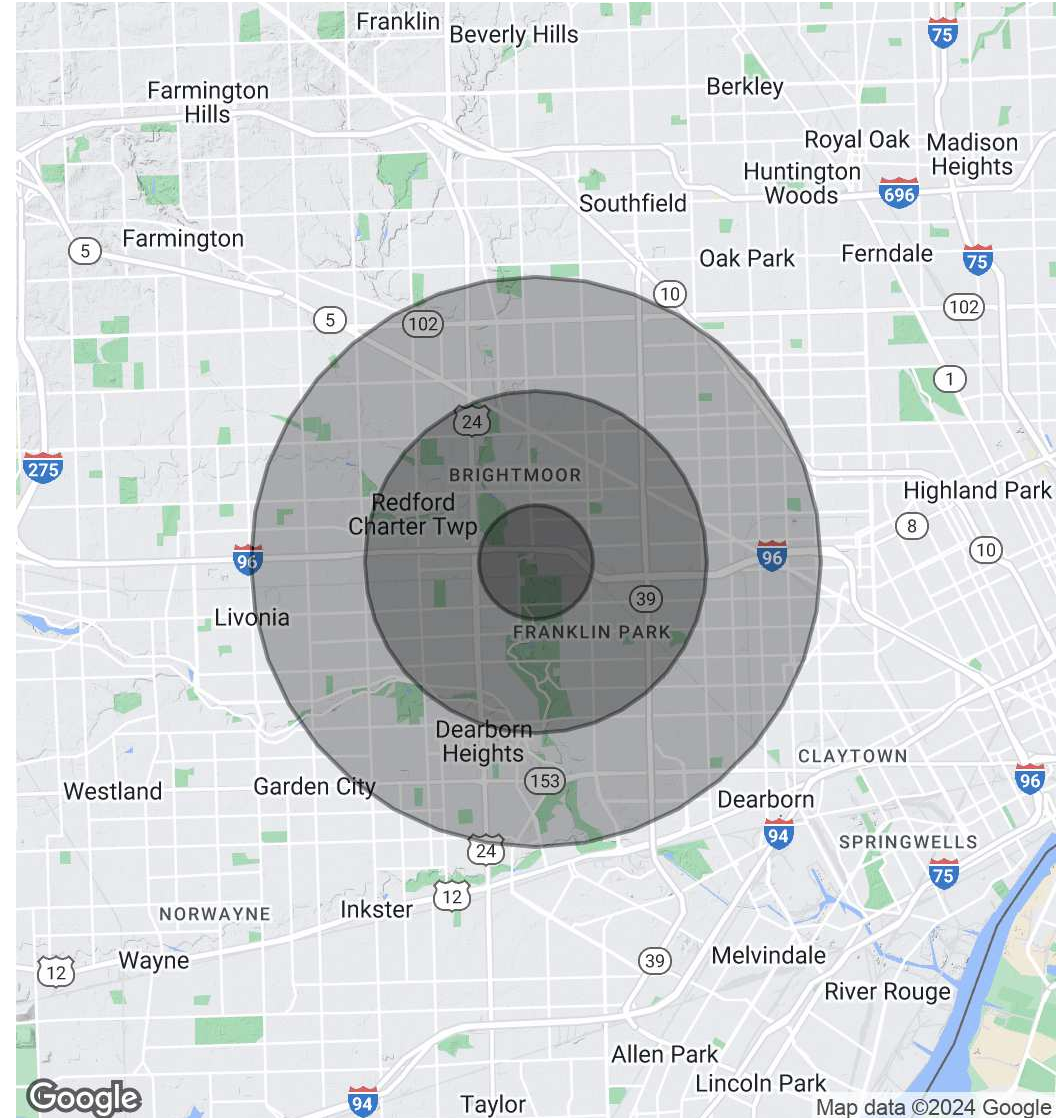 Franklin
Beverly Hills
75
Berkley
Farmington
Hills
Royal Oak
Madison
Heights
Huntington
Woods
696
Southfield
5
Farmington
Oak Park
Ferndale
75
10
102
5
102
1
24
275
BRIGHTMOOR
Redford
Charter Twp
Highland Park
8
10
96
96
39
Livonia
FRANKLIN PARK
Dearborn
Heights
CLAYTOWN
153
96
Westland
Garden City
Dearborn
94
SPRINGWELLS
24
75
12
Inkster
NORWAYNE
Wayne
12
39
Melvindale
River Rouge
Allen Park
Lincoln Park
Google
94
Taylor
Map data ©2024 Google